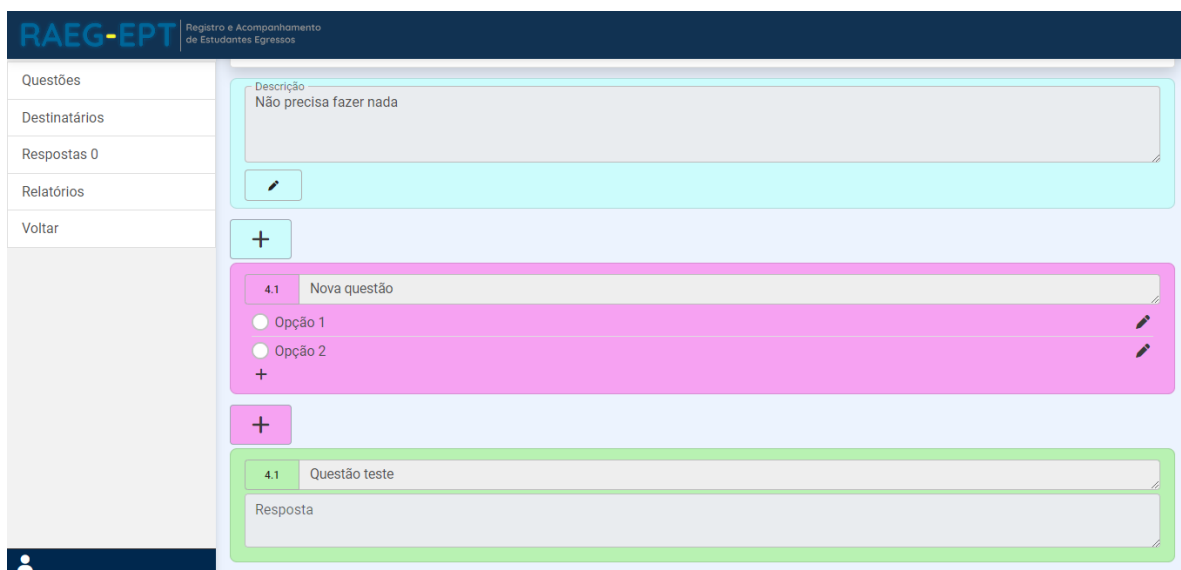 RAEG-EPT
Registro e Acompanhamento
de Estudantes Egressos
Questões
Destinatários
Respostas 0
Relatórios
Voltar
Descrição
Não precisa fazer nada
+
4.1 Nova questão
Opção 1
Opção 2
+
+
4.1 Questão teste
Resposta